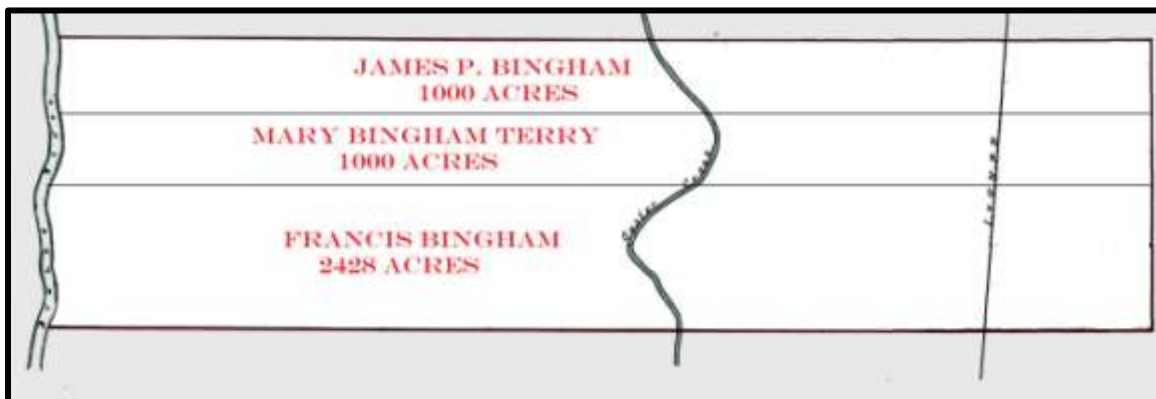 JAMES P. BINGHAM
1000 ACRES
MARY BINGHAM TERRY
1000 ACRES
FRANCIS BINGHAM
2428 ACRES